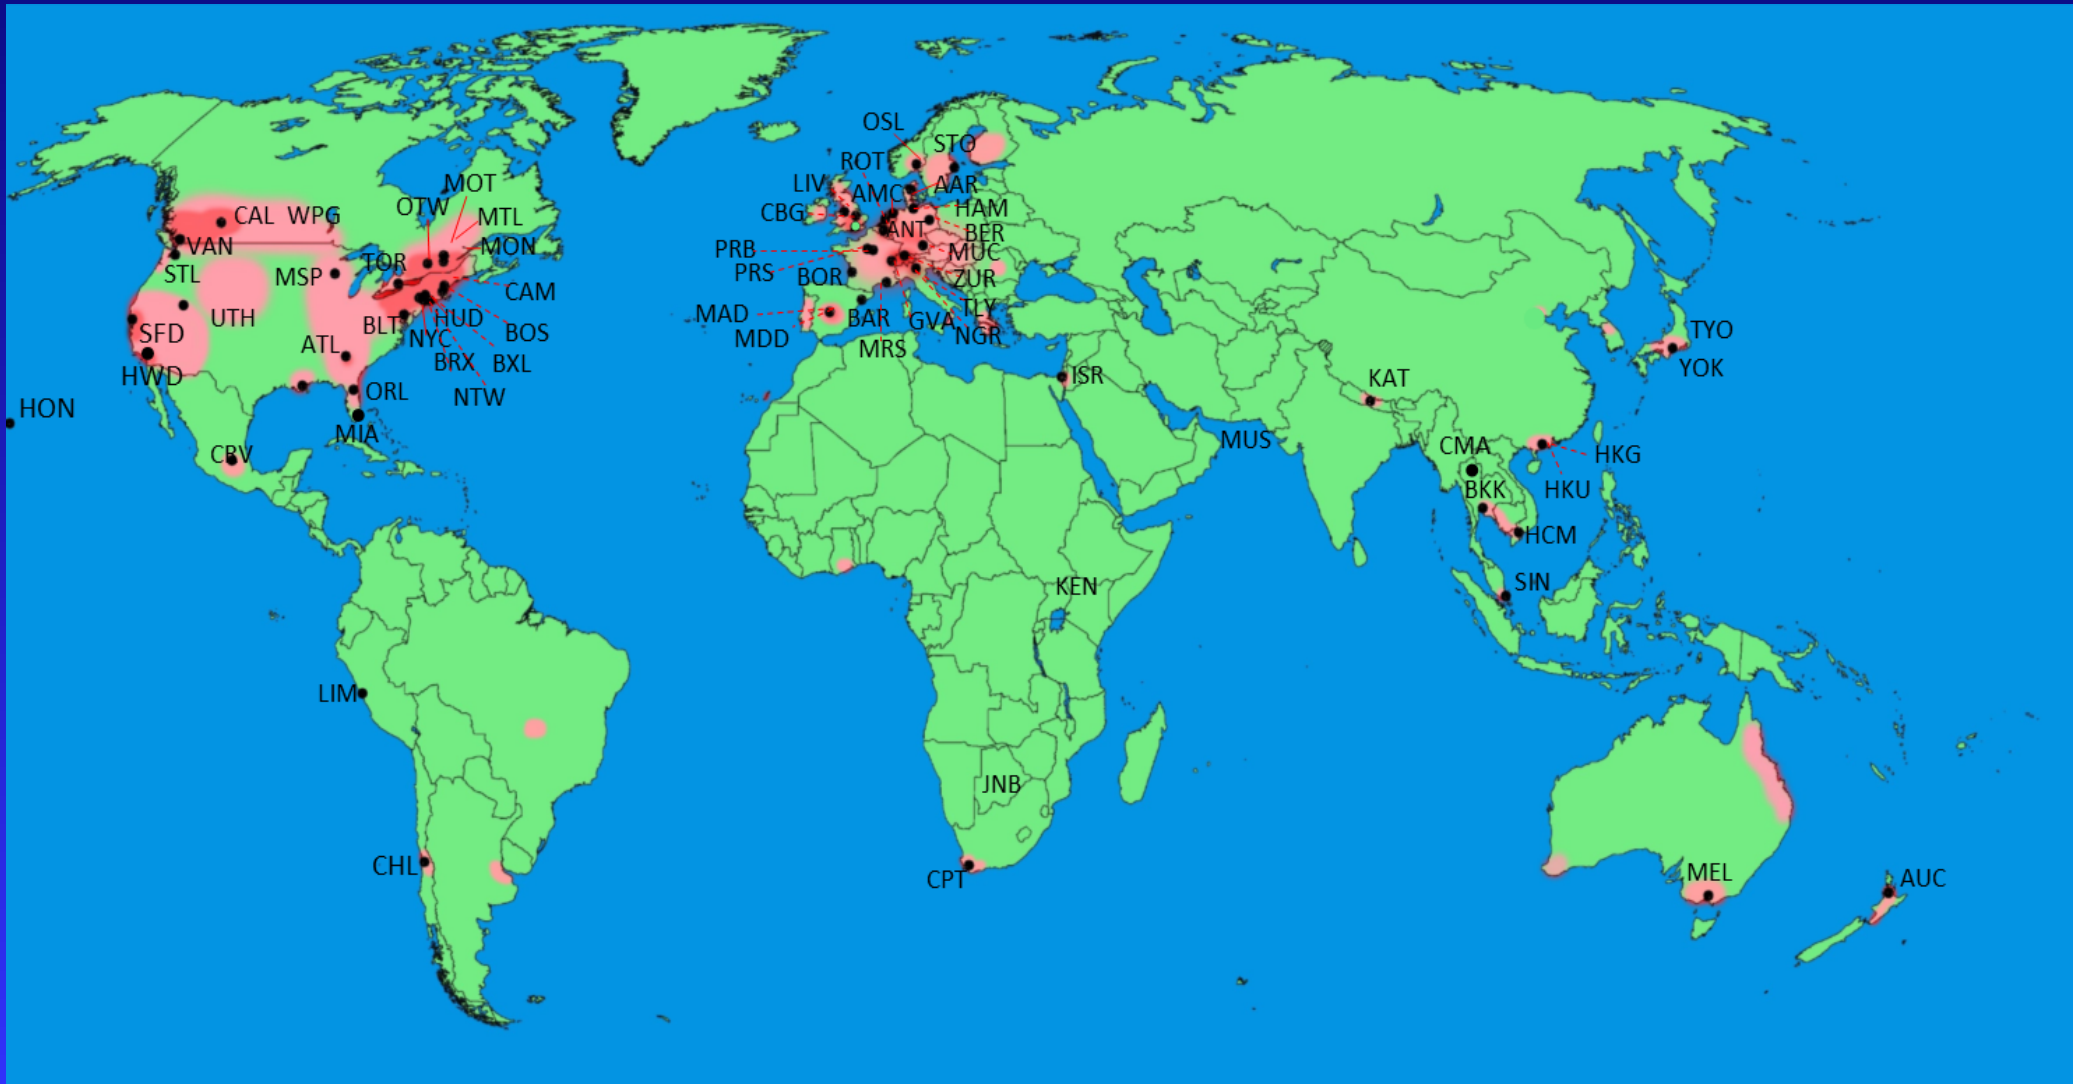 OSL
STO
ROT
LIV
AMC
AAR
MOT
OTW
CBG
HAM
CAL
WPG
MTL
ANT
BER
VAN
MON
PRB
MUC
STL
MSP
TOR
PRS
BOR
ZUR
CAM
UTH
BLT
HUD
MAD
BAR
GVA
TLY
SFD
NYC
BOS
MDD
NGR
TYO
ATL
BRX
BXL
MRS
YOK
HWD
ORL
NTW
ISR
KAT
HON
MIA
MUS
CRV
CMA
HKG
BKK
HKU
HCM
KEN
SIN
LIM
JNB
CHL
CPT
MEL
AUC